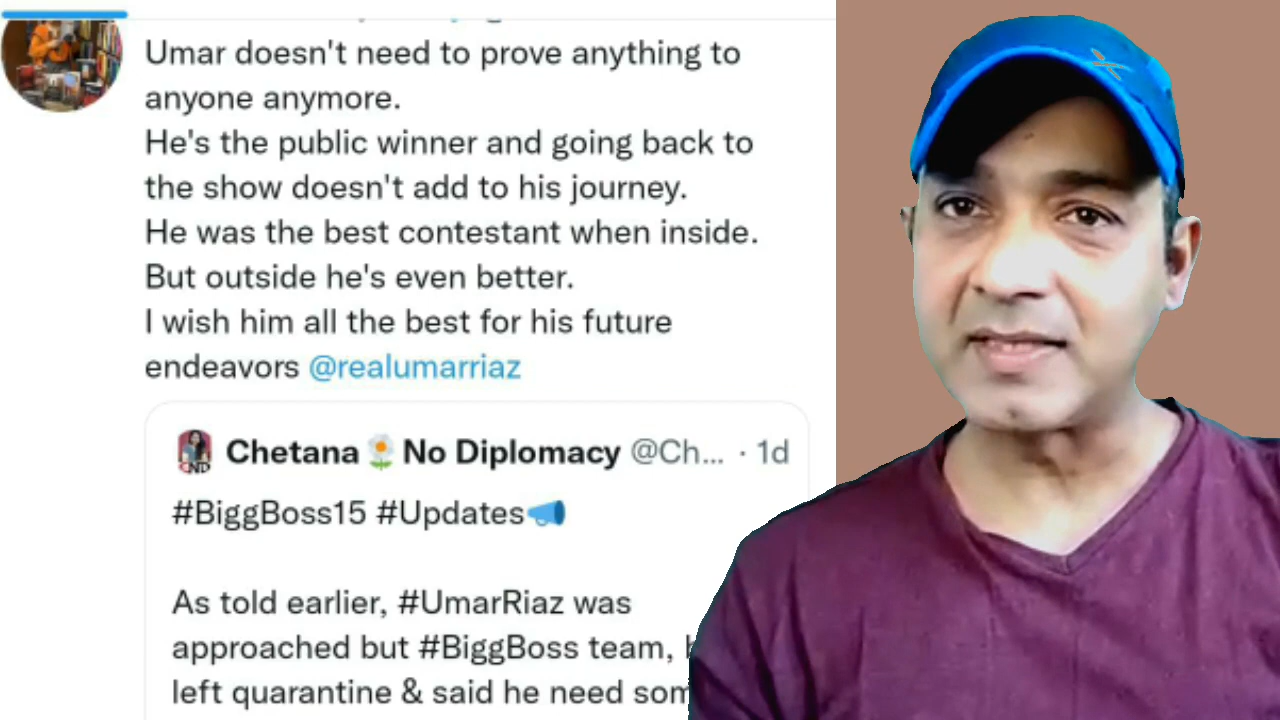 Umar doesn't need to prove anything to
anyone anymore.
He's the public winner and going back to
the show doesn't add to his journey.
He was the best contestant when inside.
But outside he's even better.
I wish him all the best for his future
endeavors @realumarriaz
Chetana🌼No Diplomacy @Ch... · 1d
#BiggBoss15 #Updates📣
As told earlier, #UmarRiaz was
approached but #BiggBoss team,
left quarantine & said he need